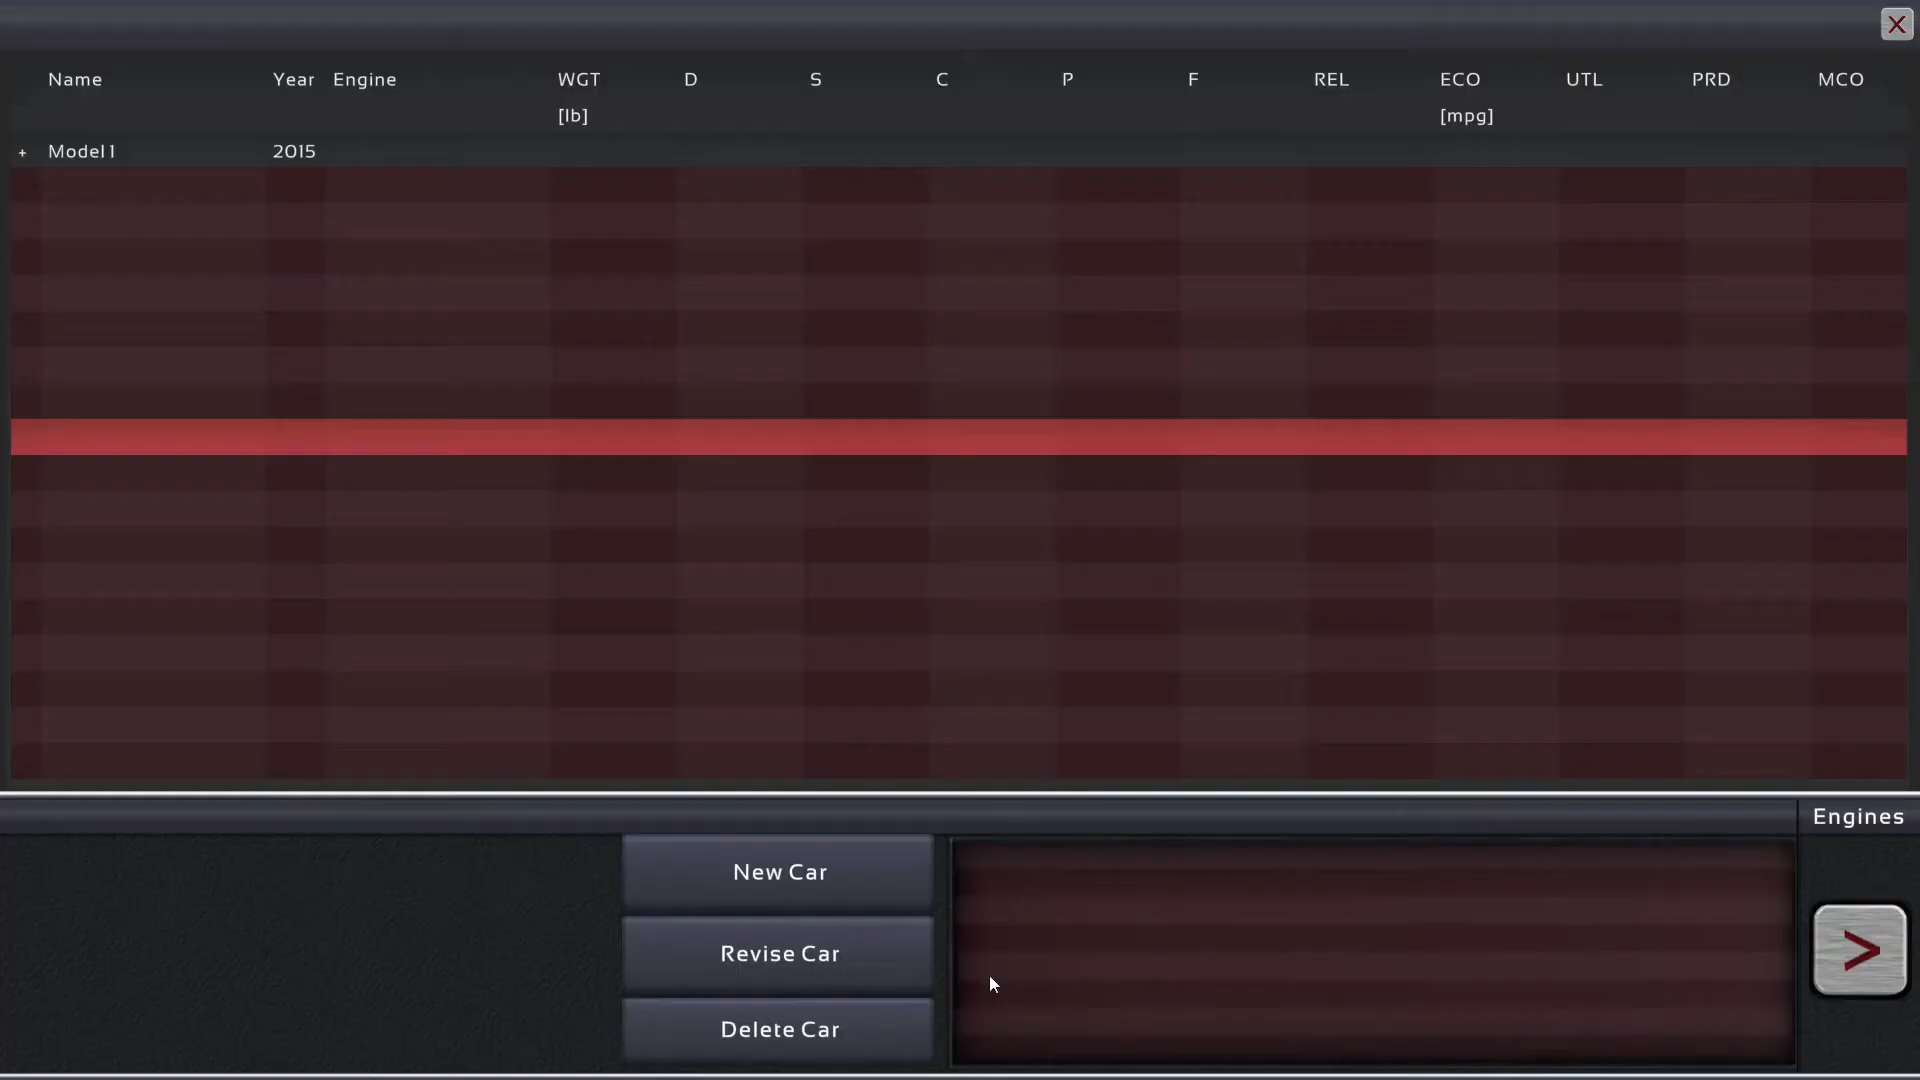 X
Name Year Engine WGT D S C P F REL ECO UTL PRD MCO
[lb] [mpg]
+ Model1 2015
Engines
New Car
Revise Car
>
Delete Car